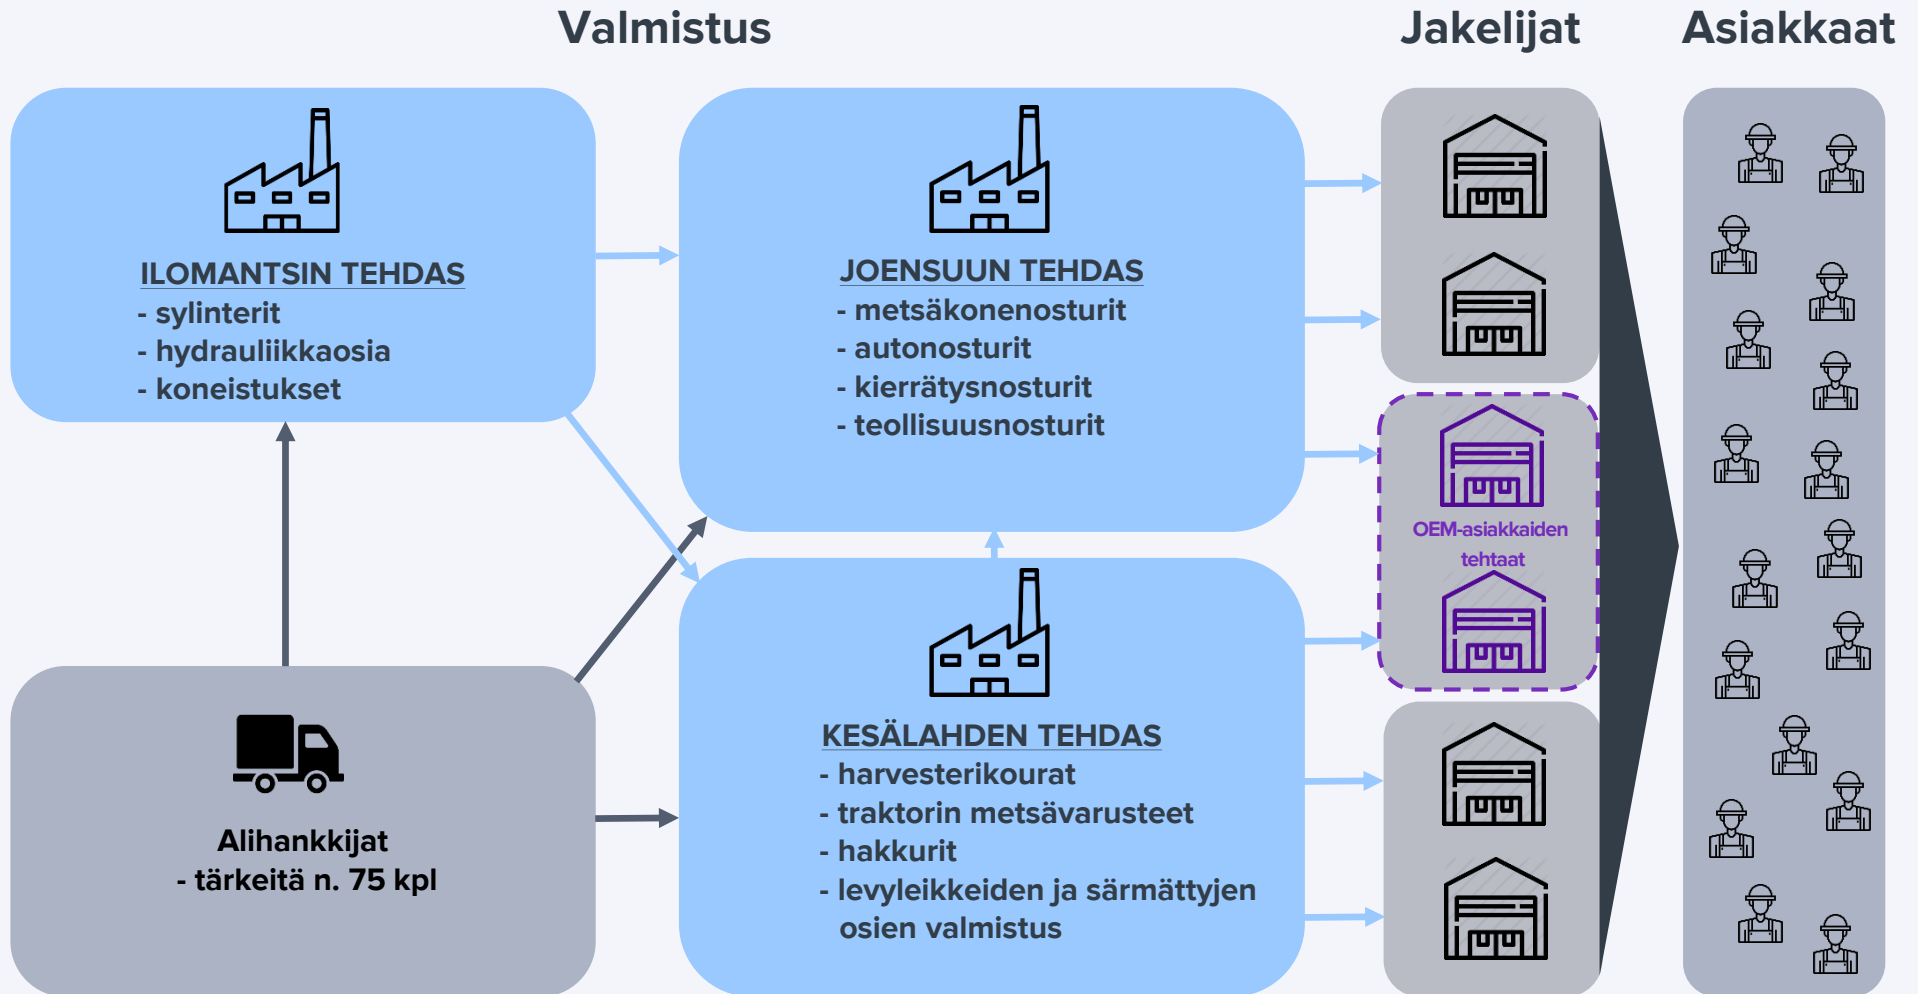 Valmistus
Jakelijat
Asiakkaat
ILOMANTSIN TEHDAS
- sylinterit
- hydrauliikkaosia
- koneistukset
JOENSUUN TEHDAS
- metsäkonenosturit
- autonosturit
- kierrätysnosturit
- teollisuusnosturit
OEM-asiakkaiden
tehtaat
Alihankkijat
- tärkeitä n. 75 kpl
KESÄLAHDEN TEHDAS
- harvesterikourat
- traktorin metsävarusteet
- hakkurit
- levyleikkeiden ja särmättyjen
osien valmistus